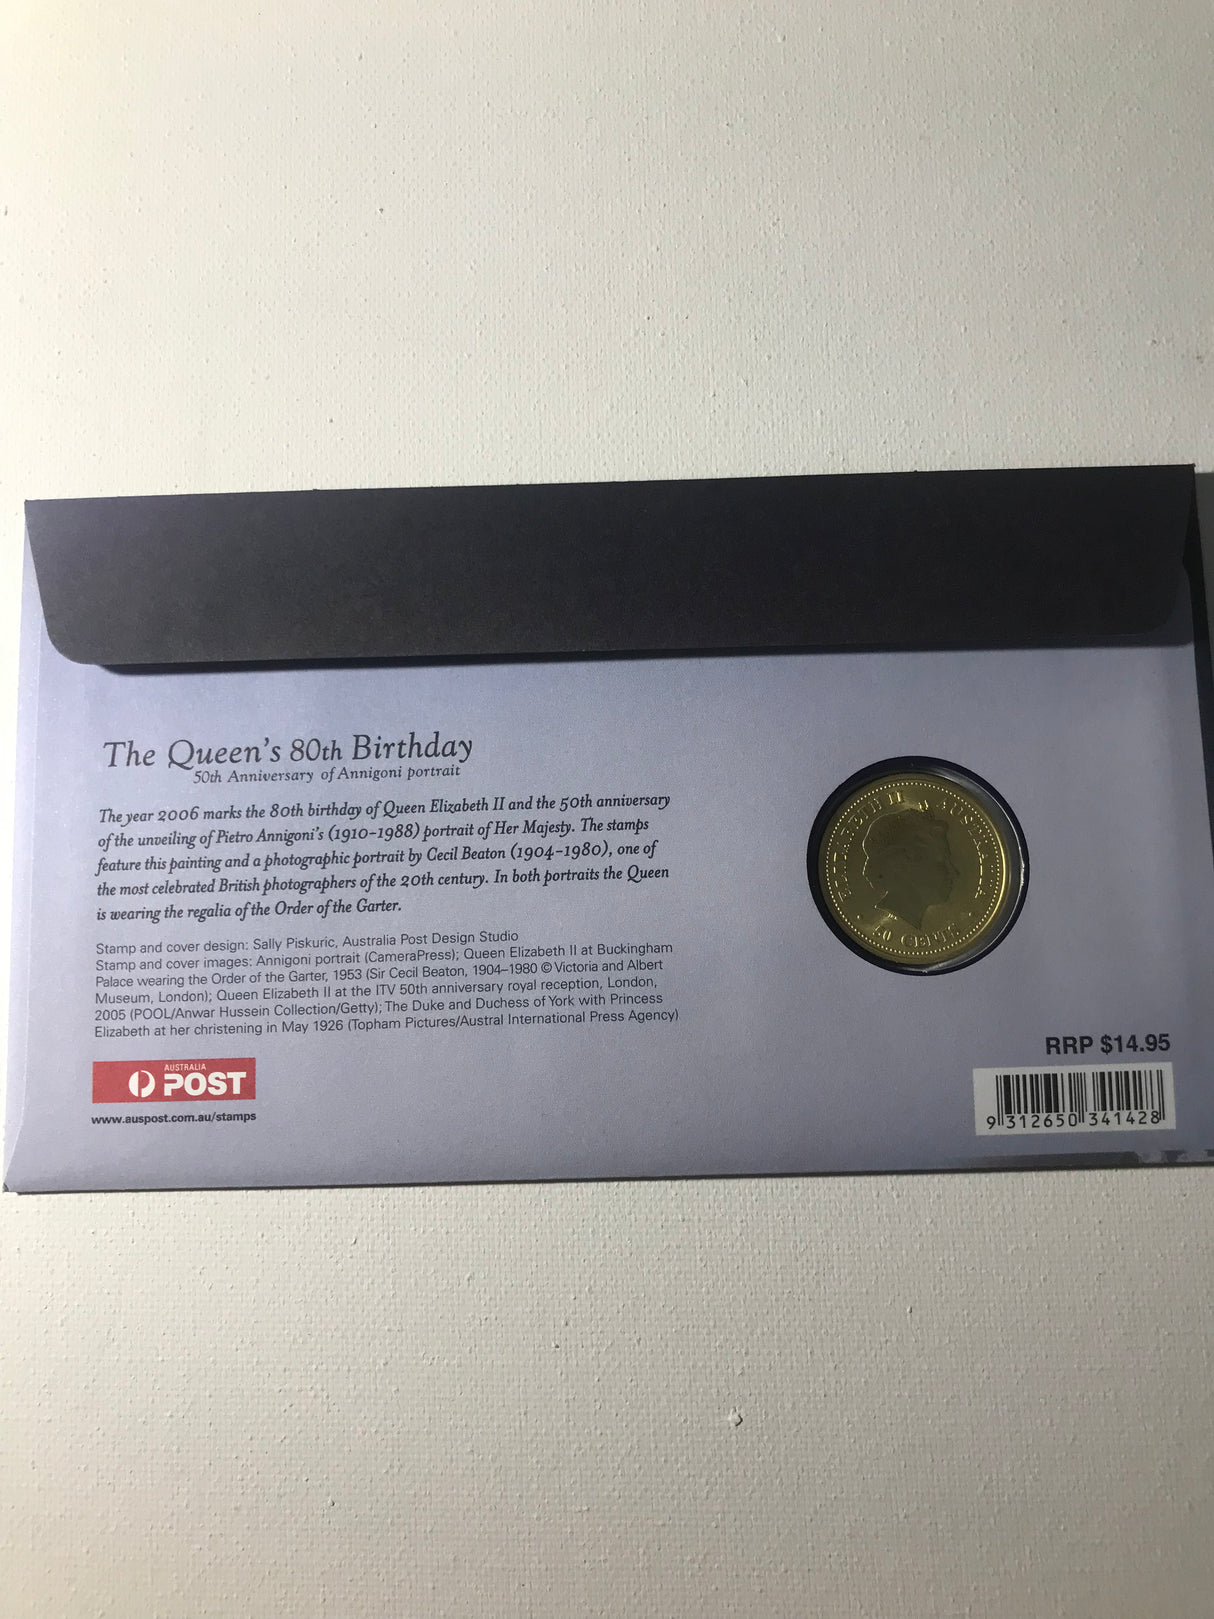 The Queen's 80th Birthday
50th Anniversary of Annigoni portrait
The year 2006 marks the 80th birthday of Queen Elizabeth II and the 50th anniversary
of the unveiling of Pietro Annigoni's (1910–1988) portrait of Her Majesty. The stamps
feature this painting and a photographic portrait by Cecil Beaton (1904–1980), one of
the most celebrated British photographers of the 20th century. In both portraits the Queen
is wearing the regalia of the Order of the Garter.
Stamp and cover design: Sally Piskuric, Australia Post Design Studio
Stamp and cover images: Annigoni portrait (CameraPress); Queen Elizabeth II at Buckingham
Palace wearing the Order of the Garter, 1953 (Sir Cecil Beaton, 1904–1980 © Victoria and Albert
Museum, London); Queen Elizabeth II at the ITV 50th anniversary royal reception, London,
2005 (POOL/Anwar Hussein Collection/Getty); The Duke and Duchess of York with Princess
Elizabeth at her christening in May 1926 (Topham Pictures/Austral International Press Agency)
AUSTRALIA
POST
www.auspost.com.au/stamps
ELIZABETH II AUSTRALIA
10 CENTS
RRP $14.95
9 312650 341428